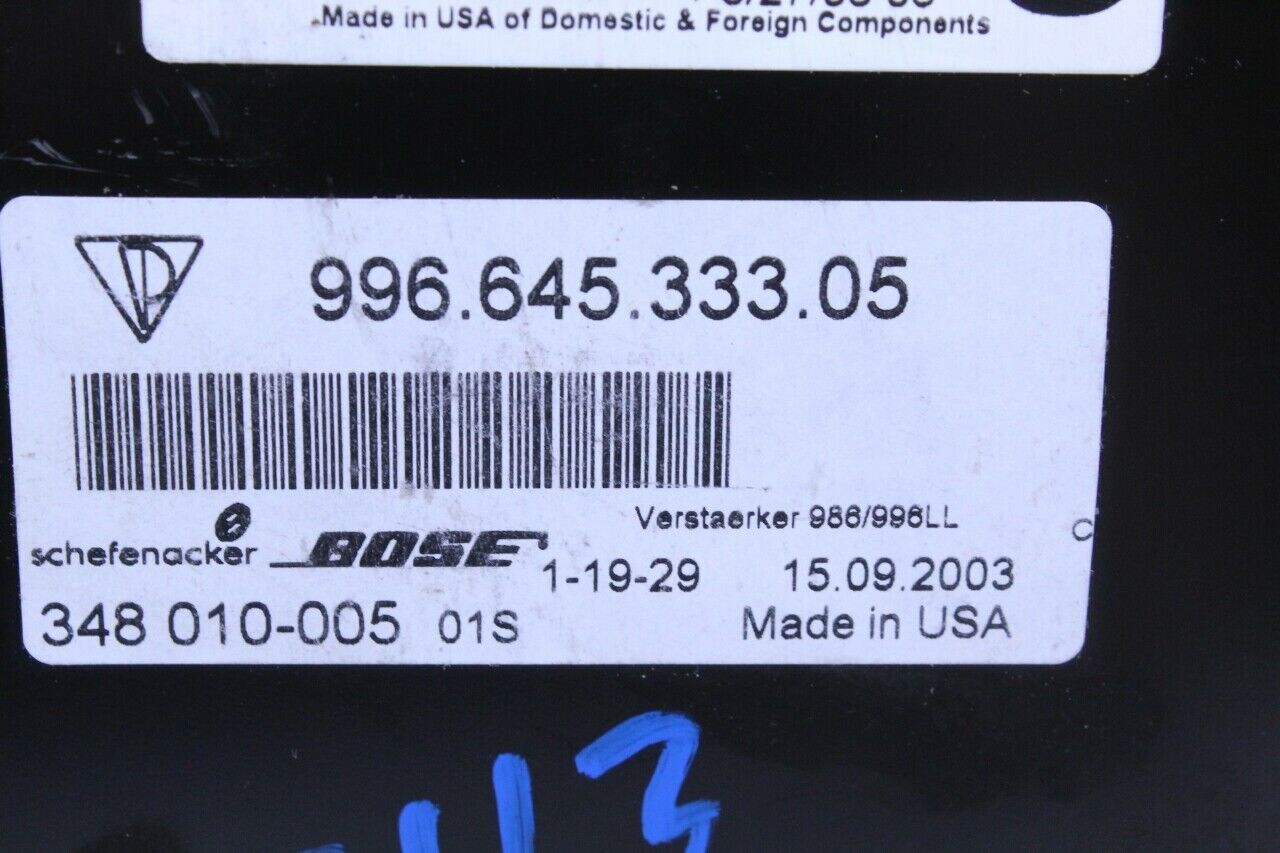 Made in USA of Domestic & Foreign Components
996.645.333.05
Verstaerker 986/996LL
C
schefenacker BOSE
1-19-29 15.09.2003
348 010-005 01S Made in USA